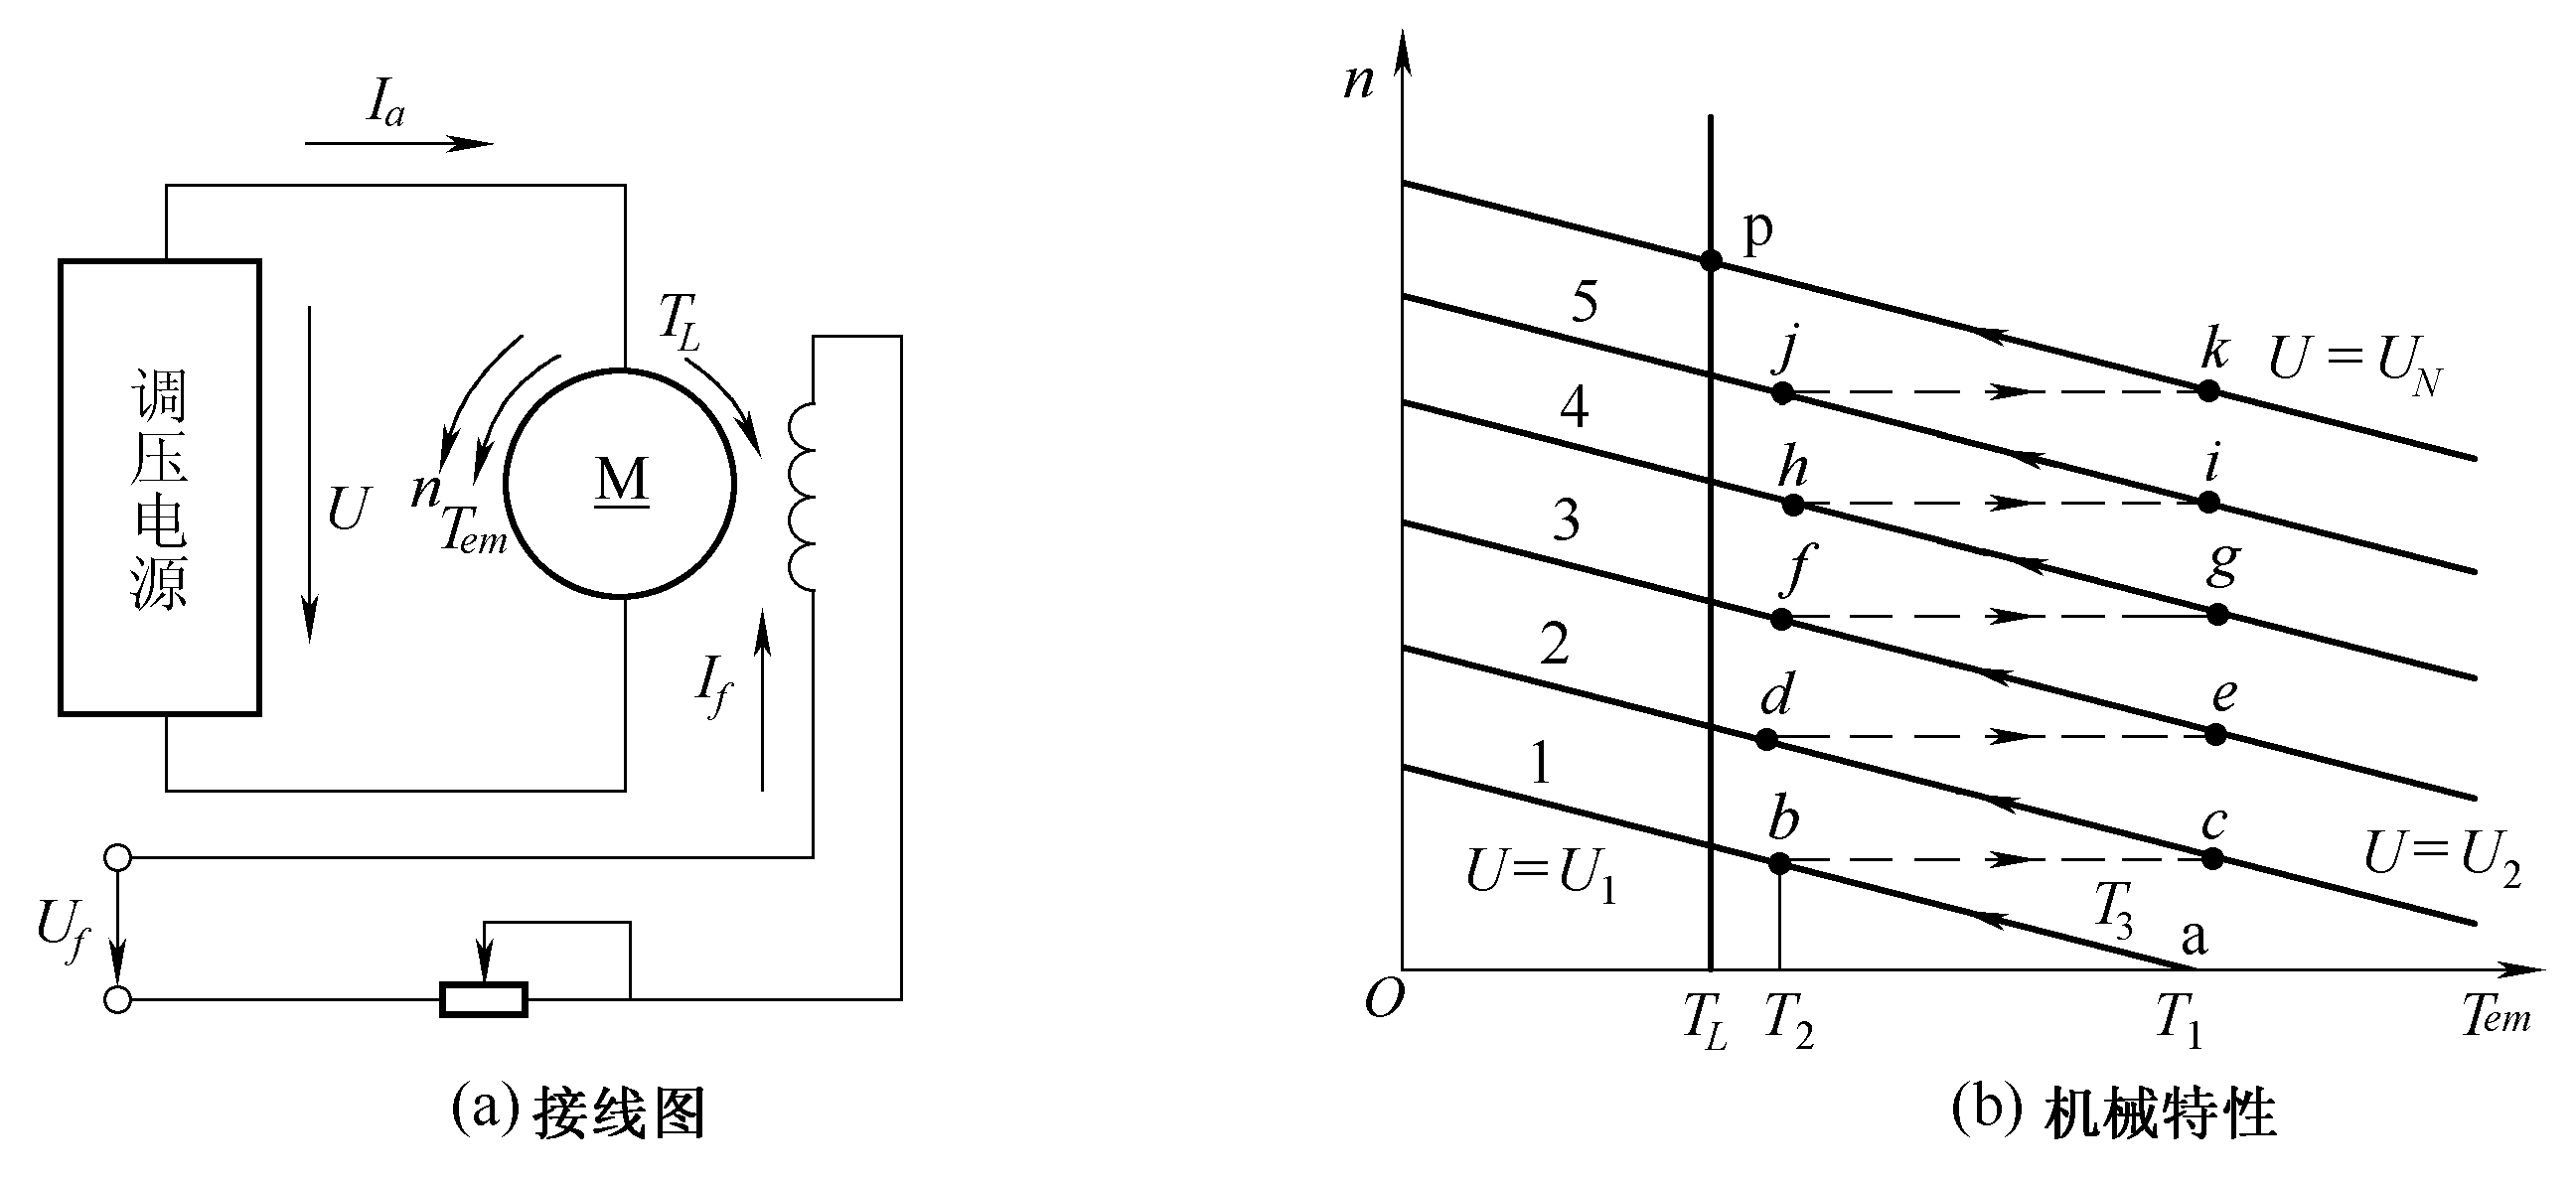 I_a
调压电源
U
n
T_em
T_L
M
I_f
U_f
(a) 接线图
n
p
5
j
k
U = U_N
4
h
i
3
f
g
2
d
e
1
b
c
U = U_1
T_3
a
U = U_2
O
T_L
T_2
T_1
T_em
(b) 机械特性